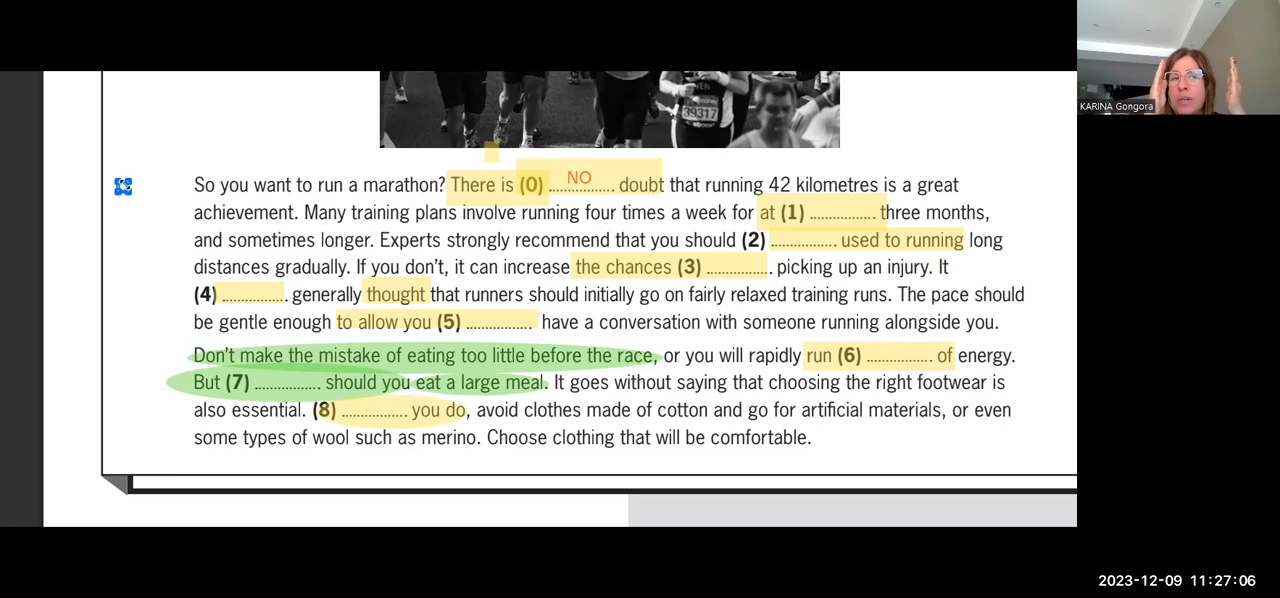 KARINA Gongora
39317
NO
So you want to run a marathon? There is (0) ................ doubt that running 42 kilometres is a great
achievement. Many training plans involve running four times a week for at (1) ................ three months,
and sometimes longer. Experts strongly recommend that you should (2) ................ used to running long
distances gradually. If you don't, it can increase the chances (3) ................ picking up an injury. It
(4) ................ generally thought that runners should initially go on fairly relaxed training runs. The pace should
be gentle enough to allow you (5) ................ have a conversation with someone running alongside you.
Don't make the mistake of eating too little before the race, or you will rapidly run (6) ................ of energy.
But (7) ................ should you eat a large meal. It goes without saying that choosing the right footwear is
also essential. (8) ................ you do, avoid clothes made of cotton and go for artificial materials, or even
some types of wool such as merino. Choose clothing that will be comfortable.
2023-12-09 11:27:06